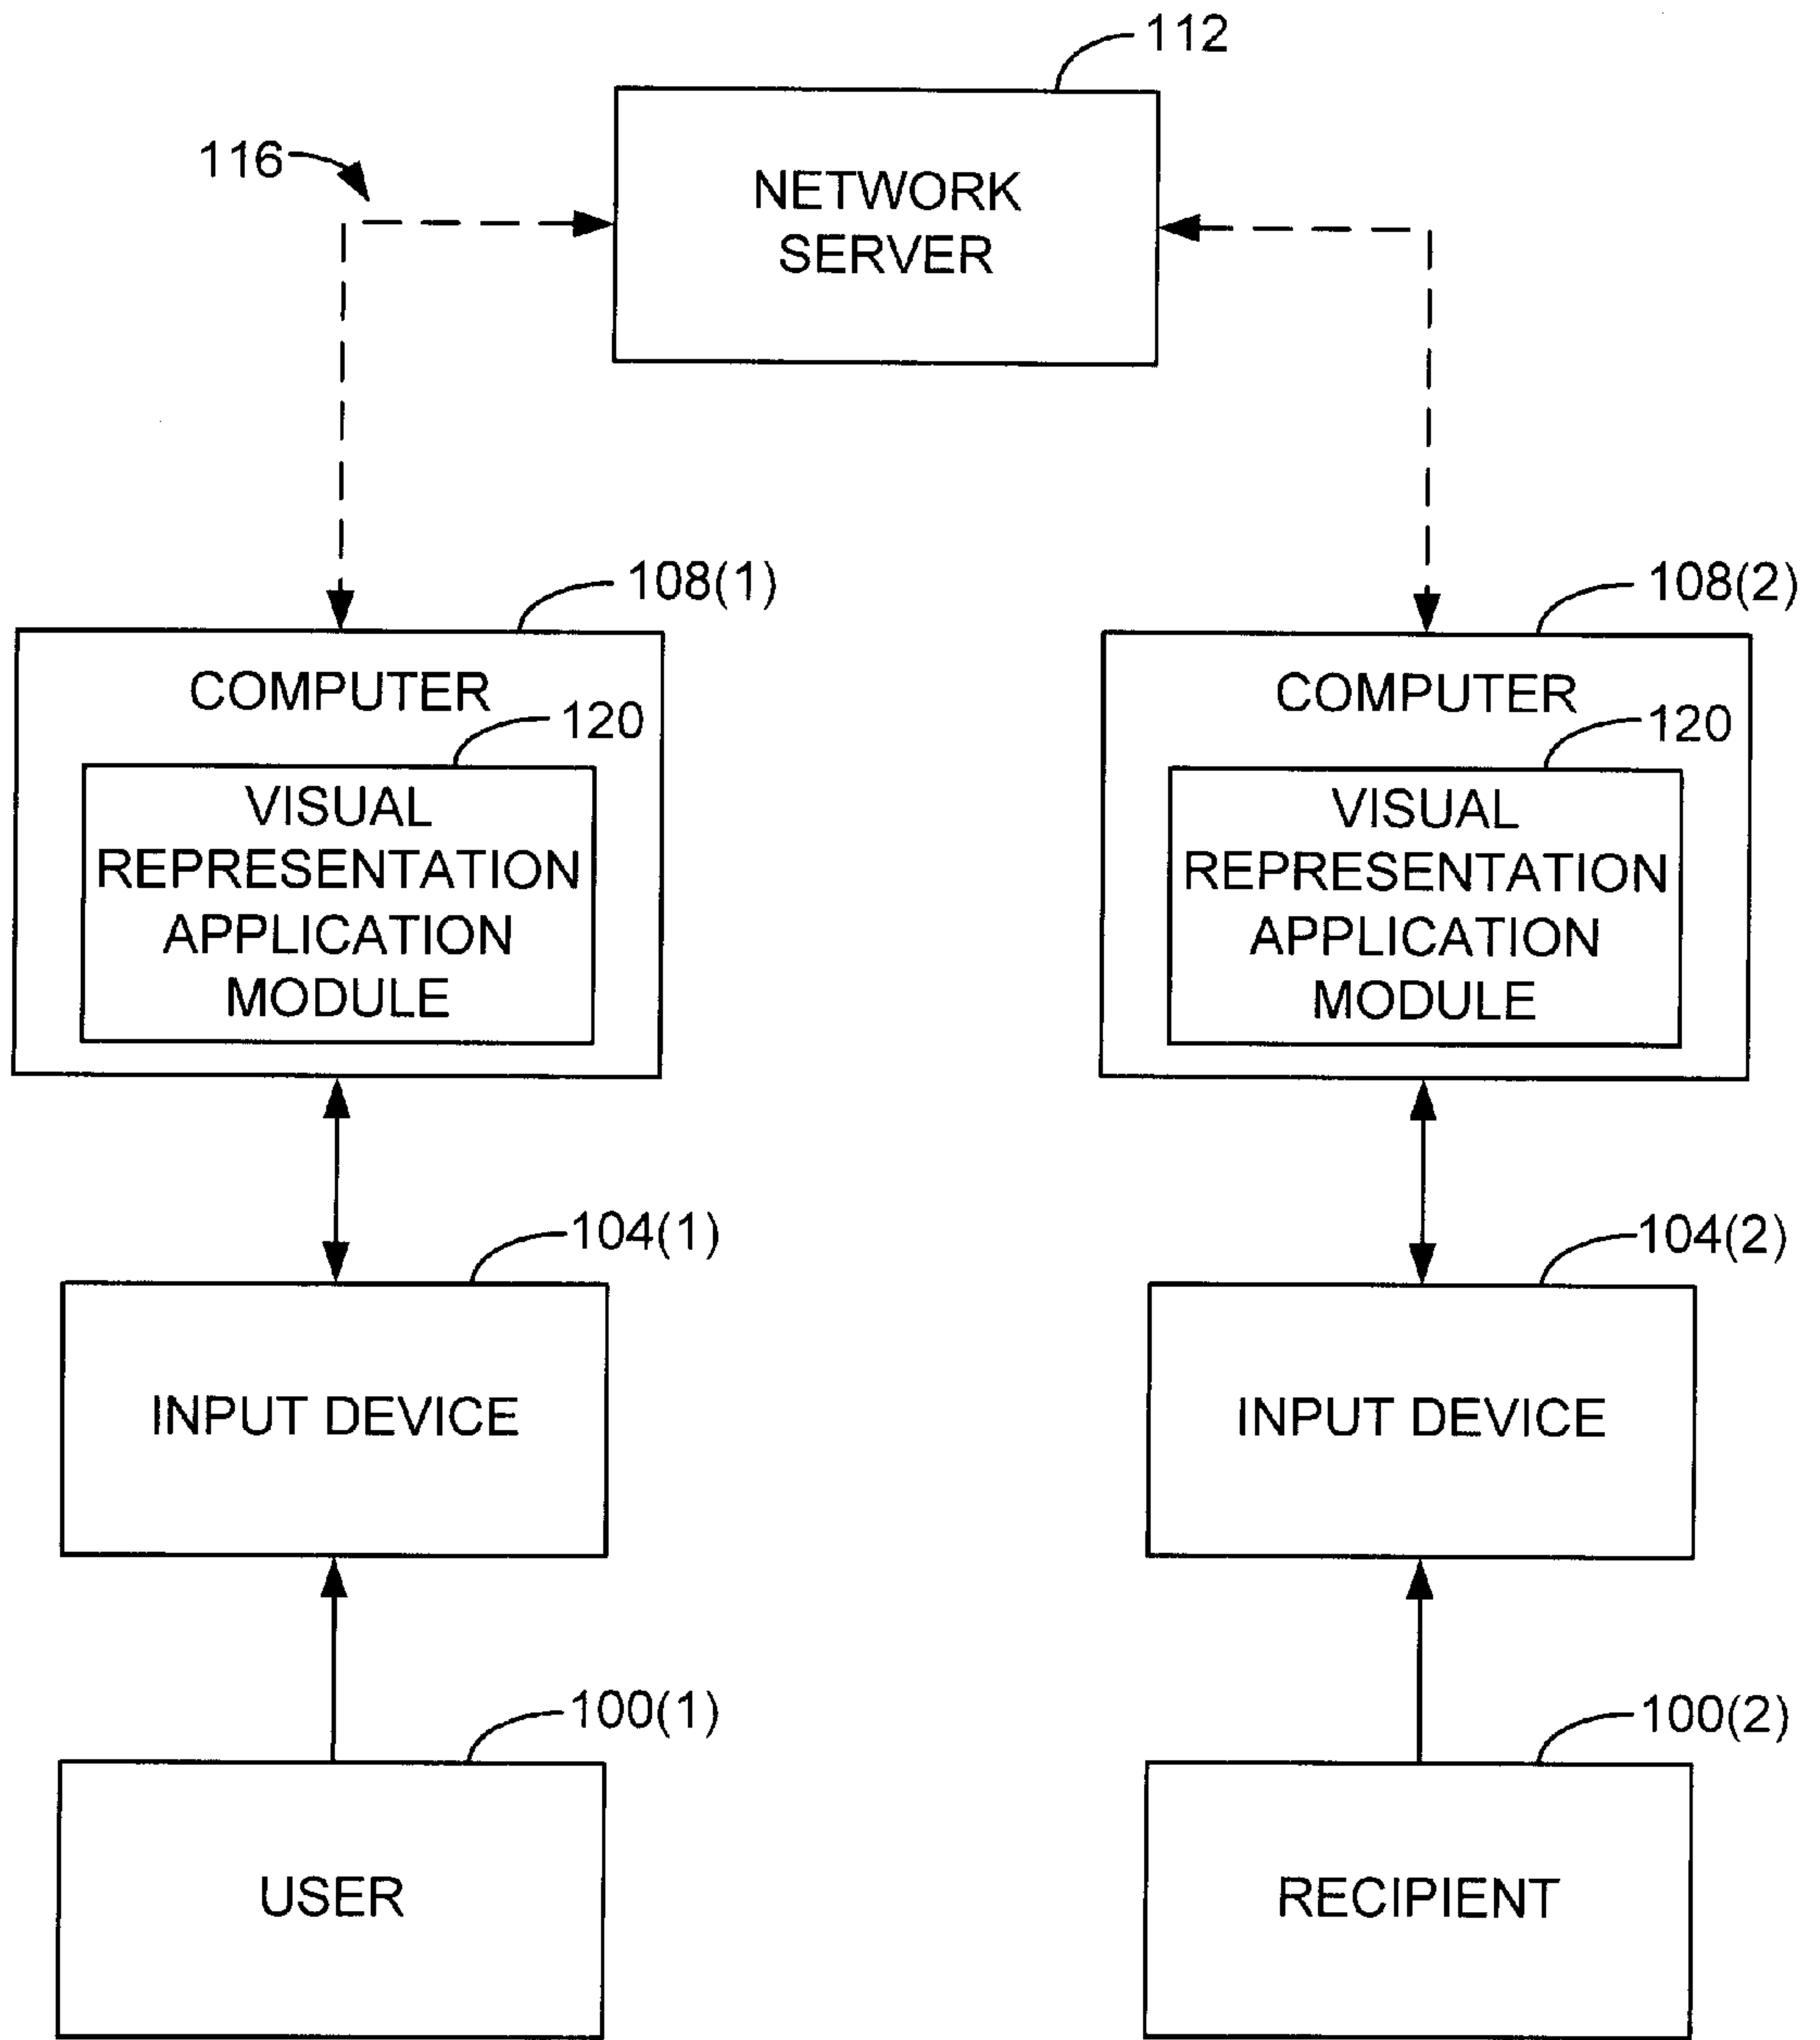 112
116
NETWORK
SERVER
108(1)
108(2)
COMPUTER
COMPUTER
120
120
VISUAL
REPRESENTATION
APPLICATION
MODULE
VISUAL
REPRESENTATION
APPLICATION
MODULE
104(1)
104(2)
INPUT DEVICE
INPUT DEVICE
100(1)
100(2)
USER
RECIPIENT